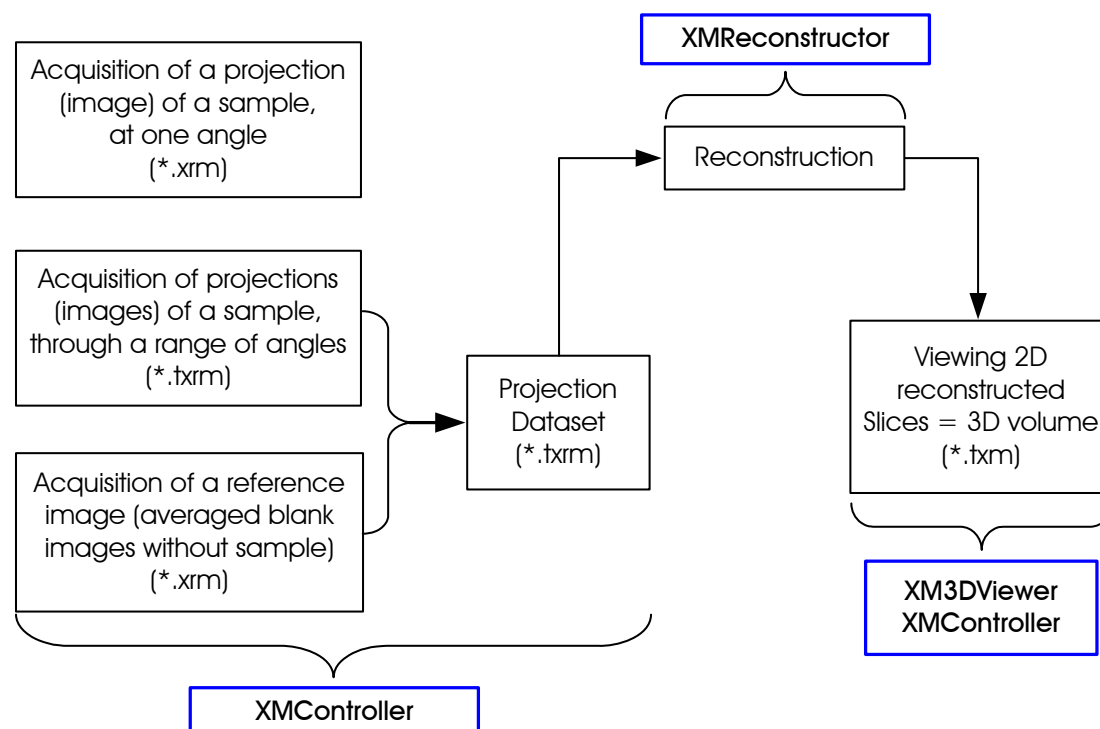 XMReconstructor
Acquisition of a projection
(image) of a sample,
at one angle
(*.xrm)
Reconstruction
Acquisition of projections
(images) of a sample,
through a range of angles
(*.txrm)
Projection
Dataset
(*.txrm)
Viewing 2D
reconstructed
Slices = 3D volume
(*.txm)
Acquisition of a reference
image (averaged blank
images without sample)
(*.xrm)
XM3DViewer
XMController
XMController